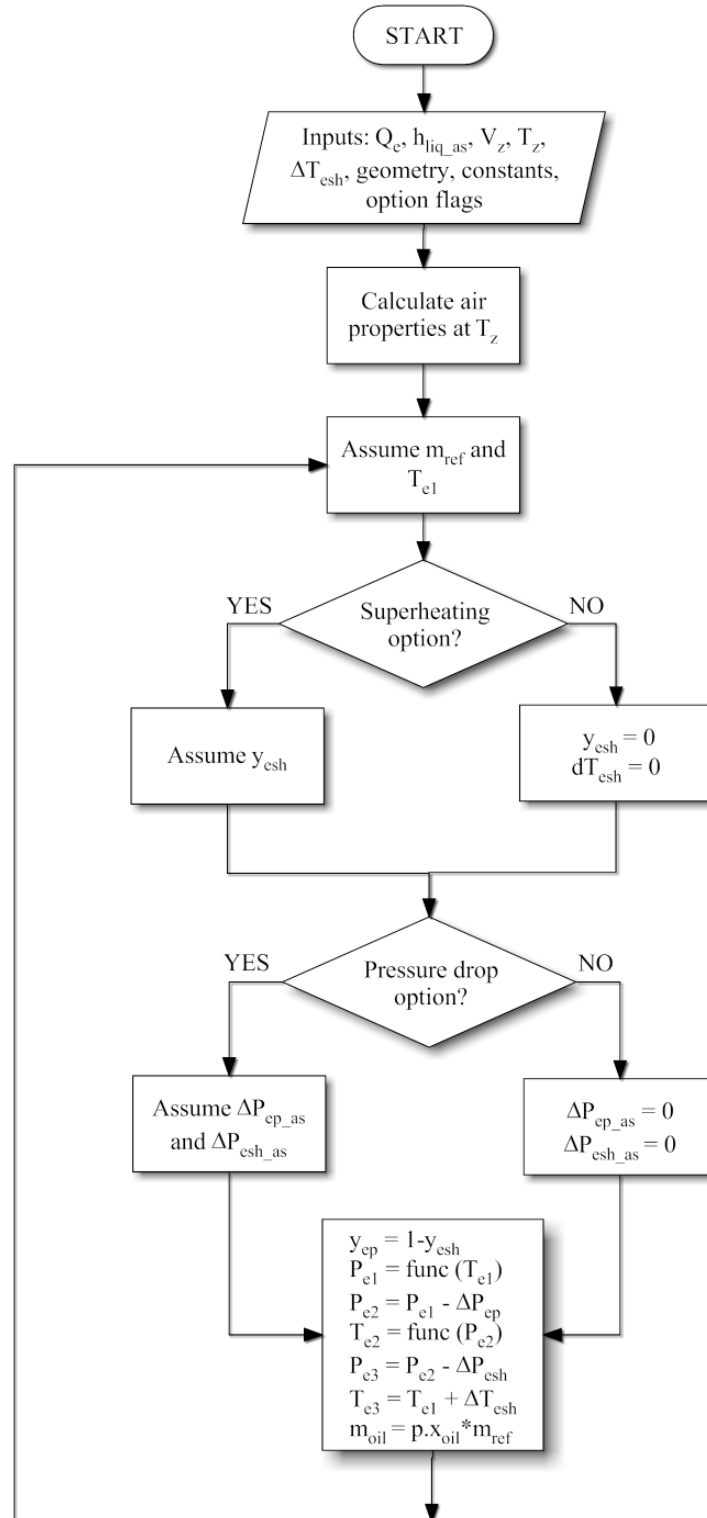 START
Inputs: Qe, hliq_as, Vz, Tz,
ΔTesh, geometry, constants,
option flags
Calculate air
properties at Tz
Assume mref and
Te1
YES
Superheating
option?
NO
Assume yesh
yesh = 0
dTesh = 0
YES
Pressure drop
option?
NO
Assume ΔPep_as
and ΔPesh_as
ΔPep_as = 0
ΔPesh_as = 0
yep = 1-yesh
Pe1 = func (Te1)
Pe2 = Pe1 - ΔPep
Te2 = func (Pe2)
Pe3 = Pe2 - ΔPesh
Te3 = Te1 + ΔTesh
moil = p.xoil*mref